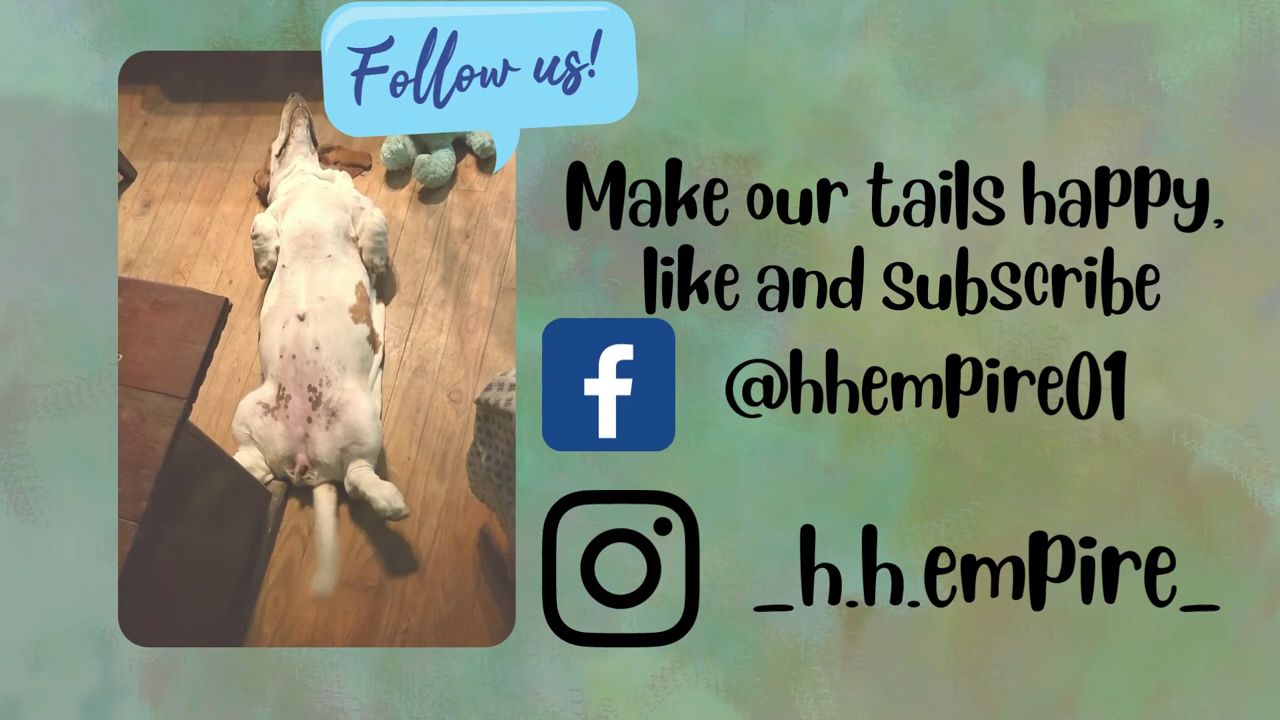 Follow us!
Make our tails happy,
like and subscribe
@hhempire01
_h.h.empire_